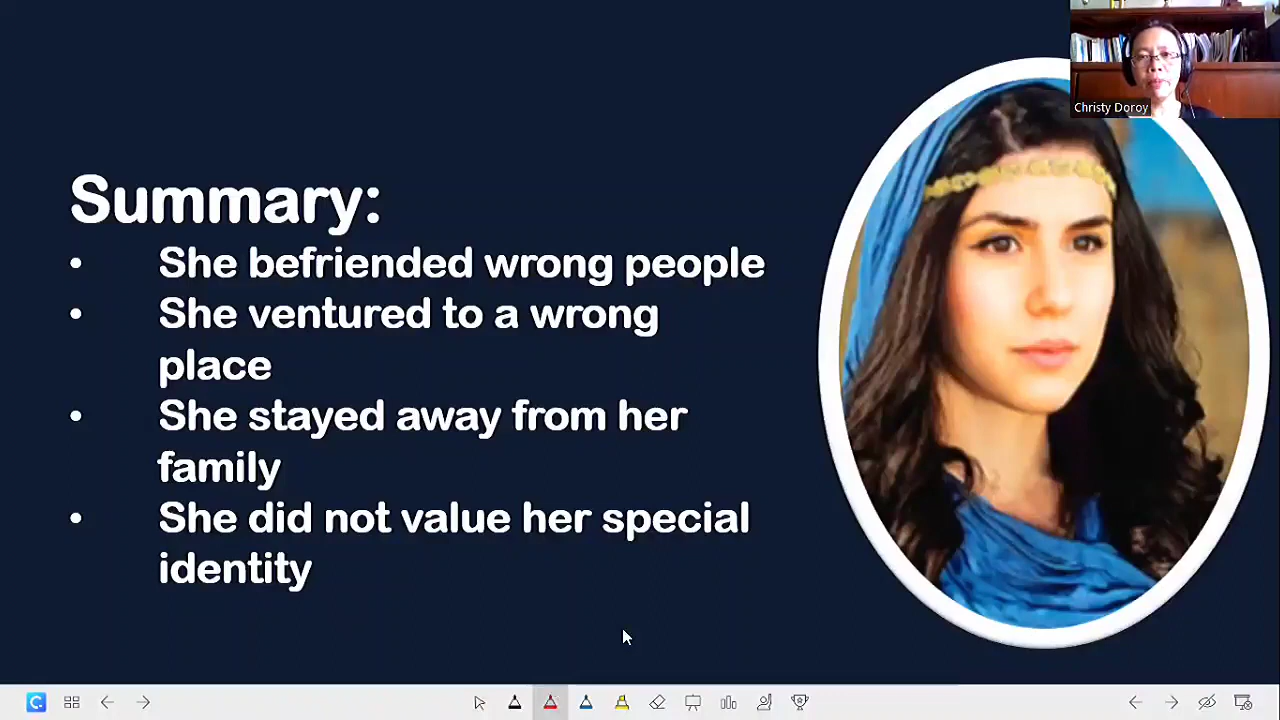 Christy Doroy
Summary:
• She befriended wrong people
• She ventured to a wrong
place
• She stayed away from her
family
• She did not value her special
identity